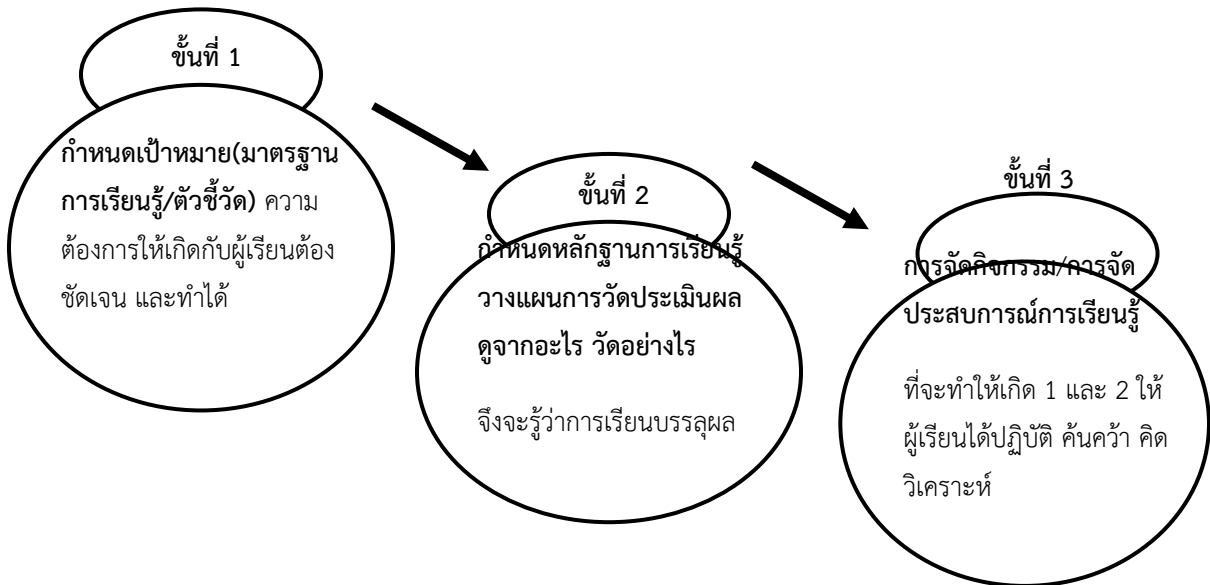 ขั้นที่ 1
กำหนดเป้าหมาย(มาตรฐาน
การเรียนรู้/ตัวชี้วัด) ความ
ต้องการให้เกิดกับผู้เรียนต้อง
ชัดเจน และทำได้
ขั้นที่ 2
กำหนดหลักฐานการเรียนรู้
วางแผนการวัดประเมินผล
ดูจากอะไร วัดอย่างไร
จึงจะรู้ว่าการเรียนบรรลุผล
ขั้นที่ 3
การจัดกิจกรรม/การจัด
ประสบการณ์การเรียนรู้
ที่จะทำให้เกิด 1 และ 2 ให้
ผู้เรียนได้ปฏิบัติ ค้นคว้า คิด
วิเคราะห์